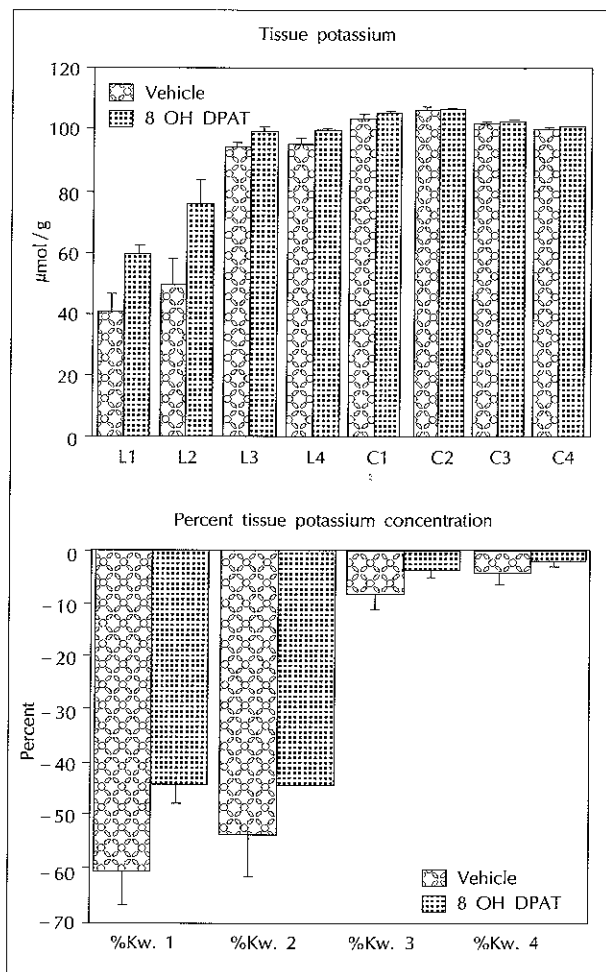 Tissue potassium
120
100
80
60
40
20
0
µmol/g
Vehicle
8 OH DPAT
L1 L2 L3 L4 C1 C2 C3 C4
Percent tissue potassium concentration
0
-10
-20
-30
-40
-50
-60
-70
Percent
Vehicle
8 OH DPAT
%Kw. 1 %Kw. 2 %Kw. 3 %Kw. 4